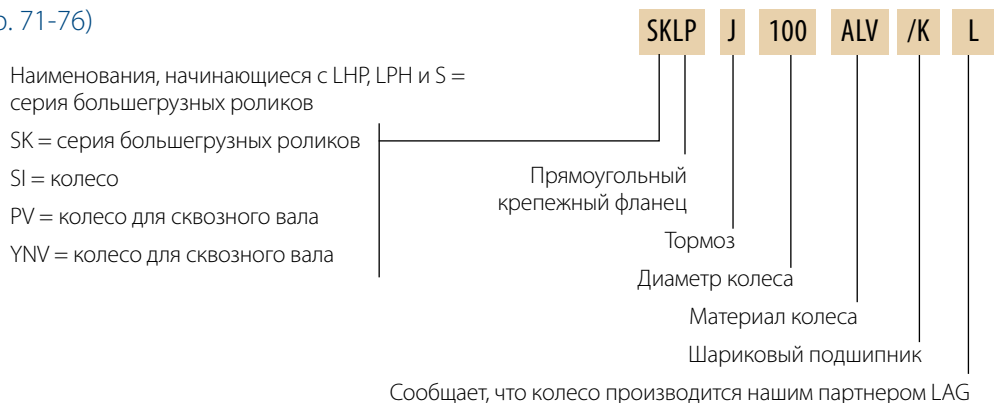 р. 71-76)
SKLP J 100 ALV /K L
Наименования, начинающиеся с LHP, LPH и S =
серия большегрузных роликов
SK = серия большегрузных роликов
SI = колесо
PV = колесо для сквозного вала
YNV = колесо для сквозного вала
Прямоугольный
крепежный фланец
Тормоз
Диаметр колеса
Материал колеса
Шариковый подшипник
Сообщает, что колесо производится нашим партнером LAG